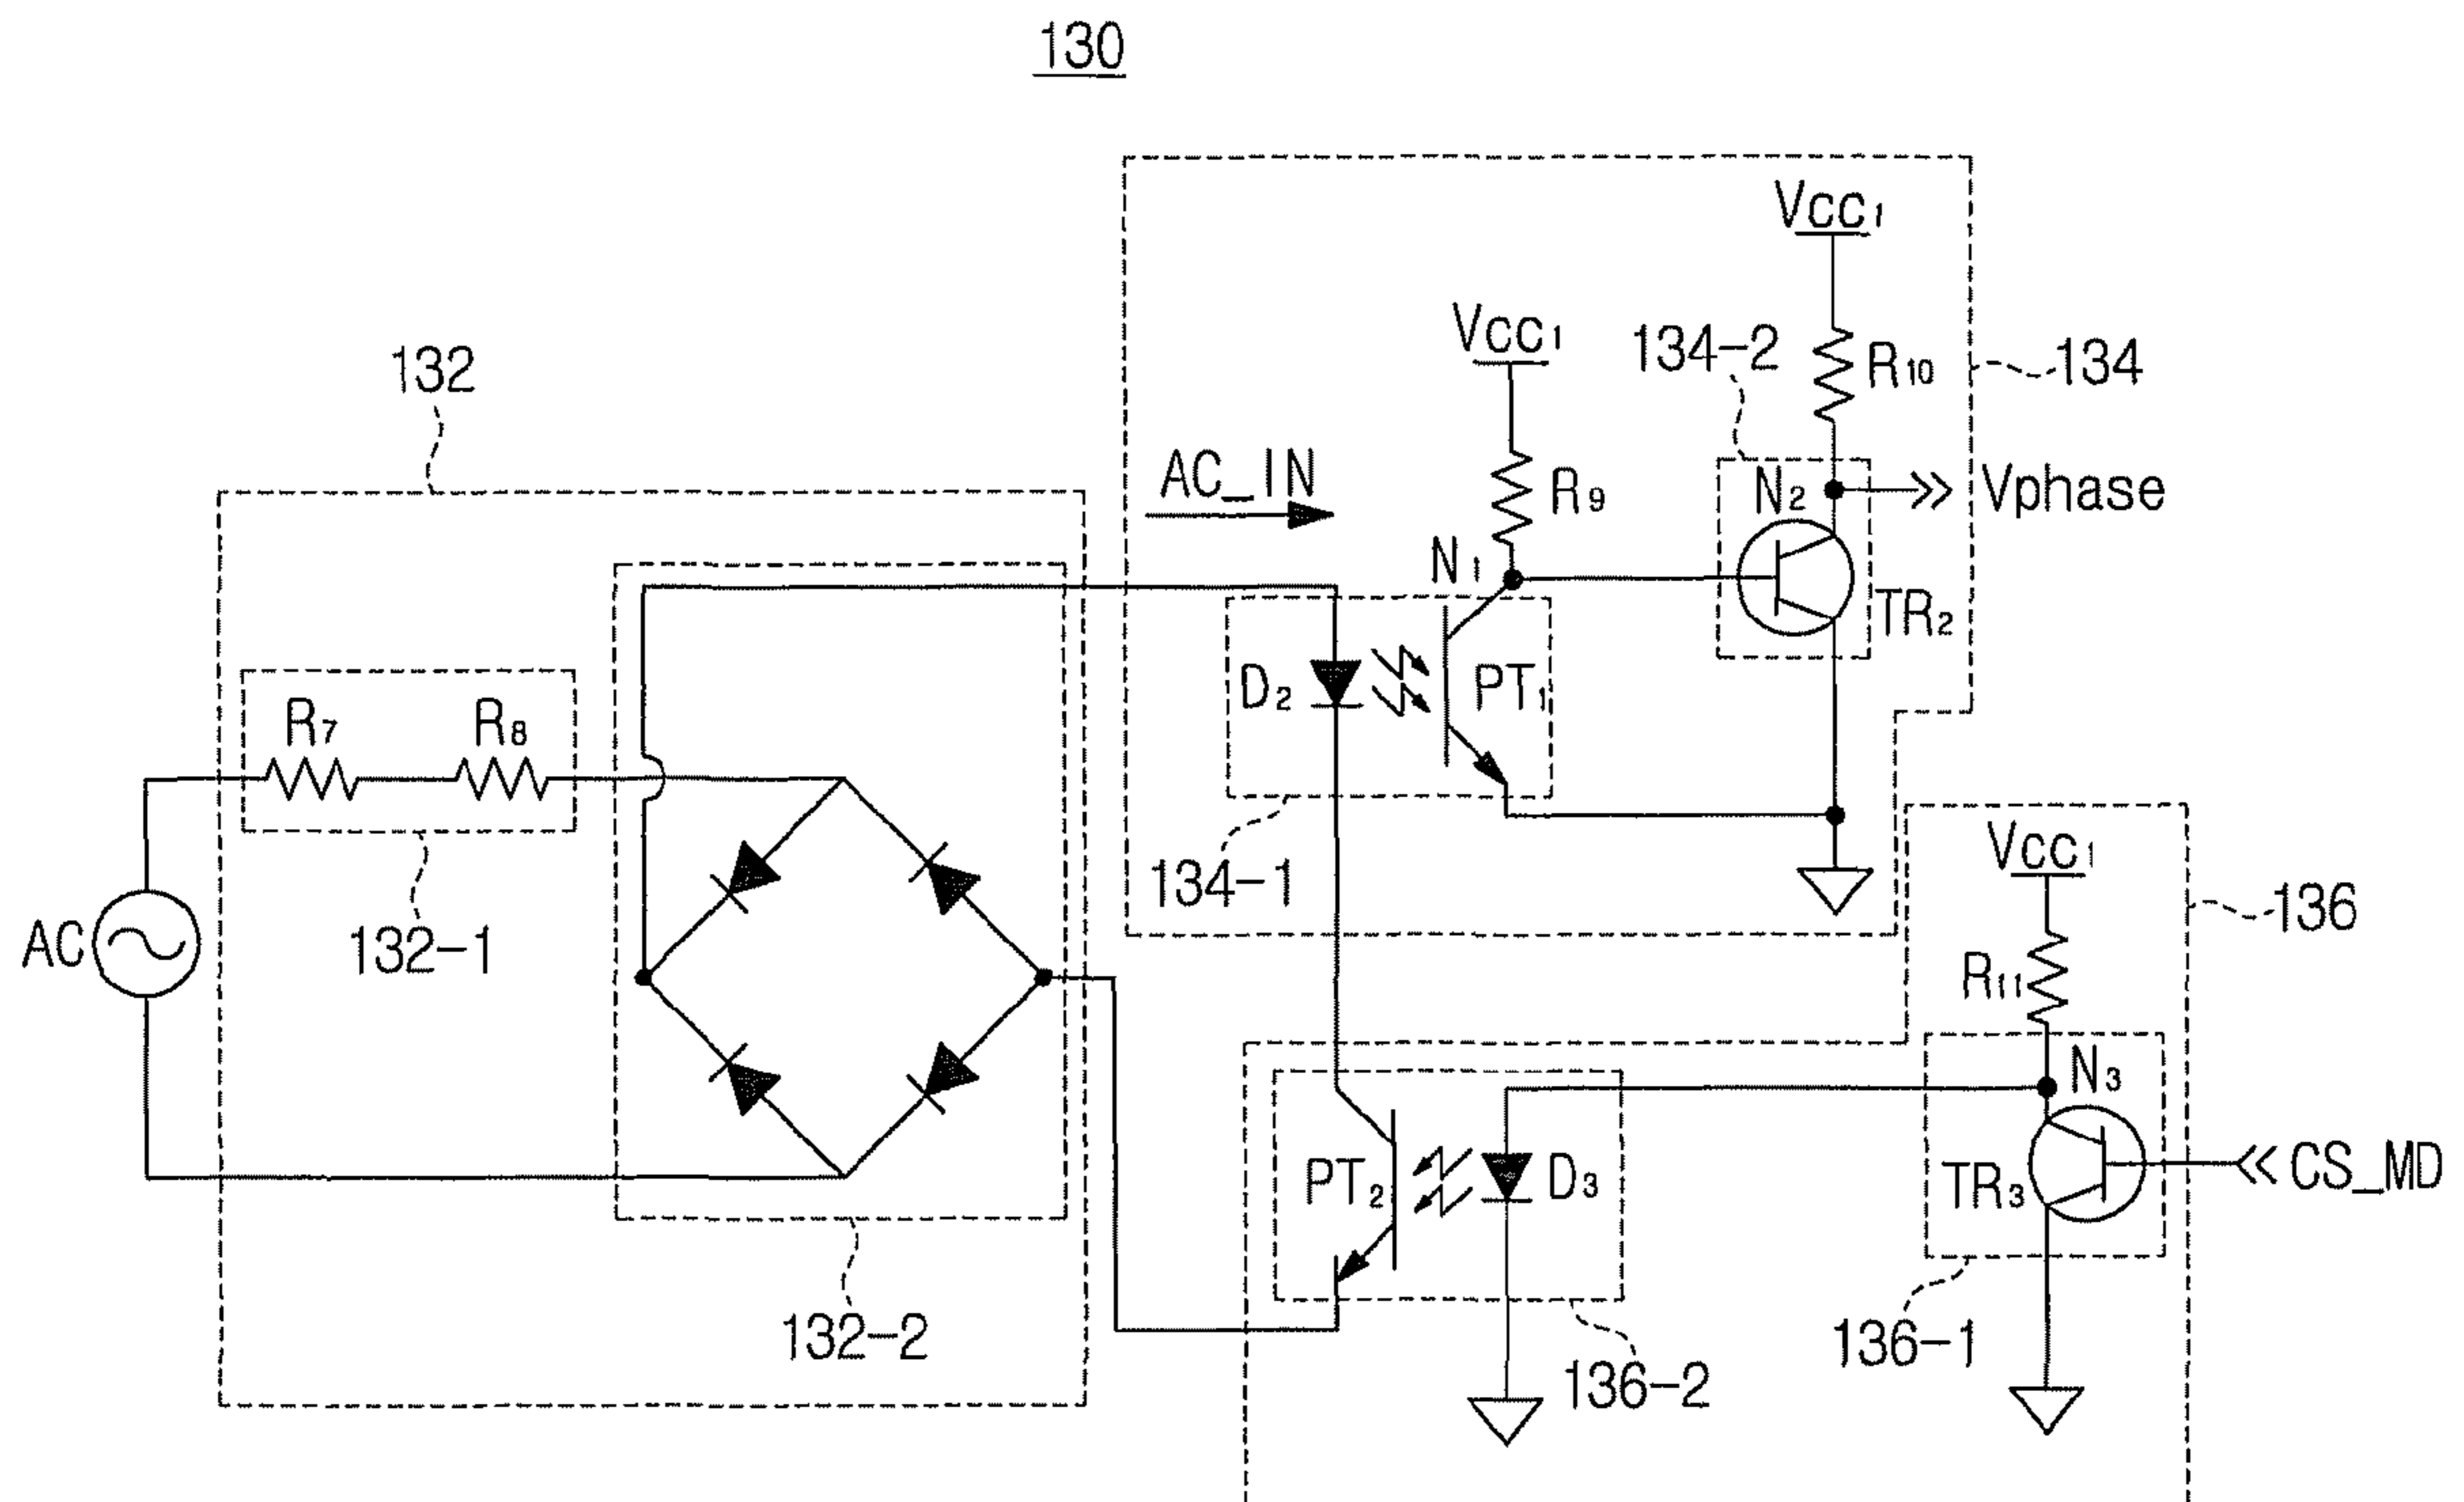 130
Vcc1
Vcc1
134-2
R10
134
132
AC_IN
R9
N2
Vphase
N1
TR2
D2
PT1
R7
R8
134-1
Vcc1
136
AC
132-1
R11
N3
PT2
D3
TR3
CS_MD
132-2
136-2
136-1